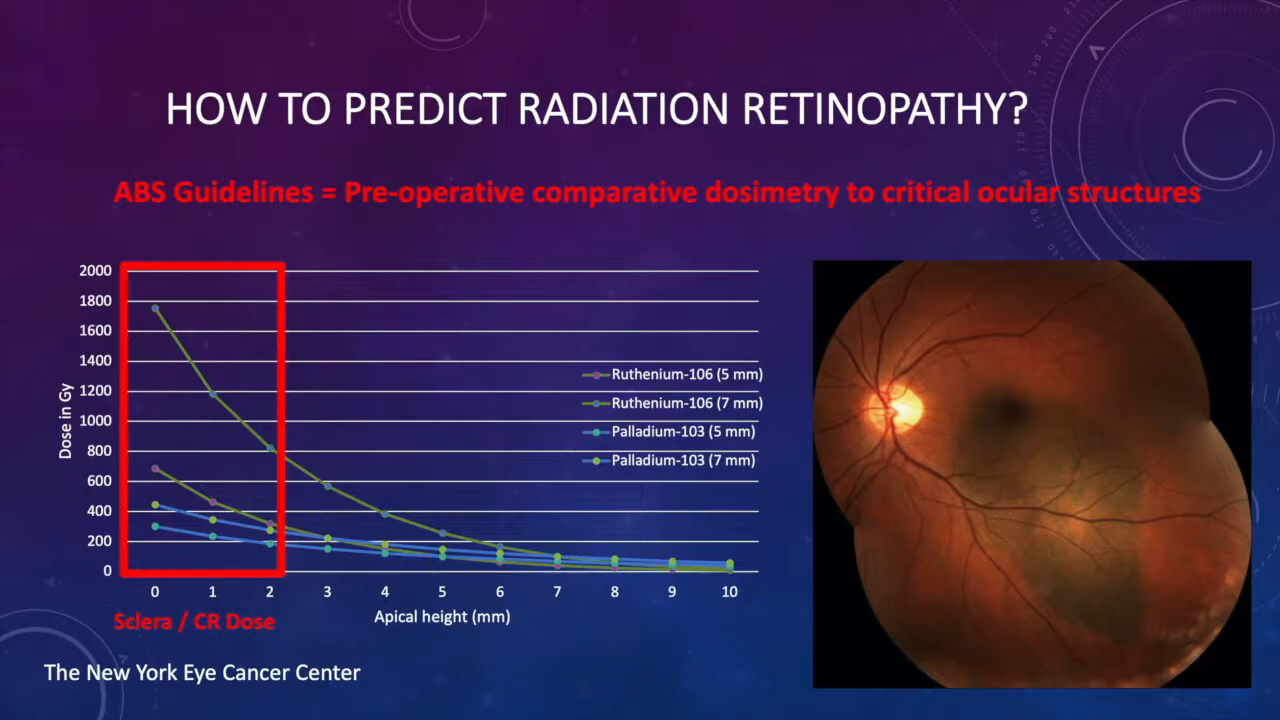 HOW TO PREDICT RADIATION RETINOPATHY?
ABS Guidelines = Pre-operative comparative dosimetry to critical ocular structures
2000
1800
1600
1400
1200
1000
800
600
400
200
0
Dose in Gy
Ruthenium-106 (5 mm)
Ruthenium-106 (7 mm)
Palladium-103 (5 mm)
Palladium-103 (7 mm)
0 1 2 3 4 5 6 7 8 9 10
Apical height (mm)
Sclera / CR Dose
The New York Eye Cancer Center